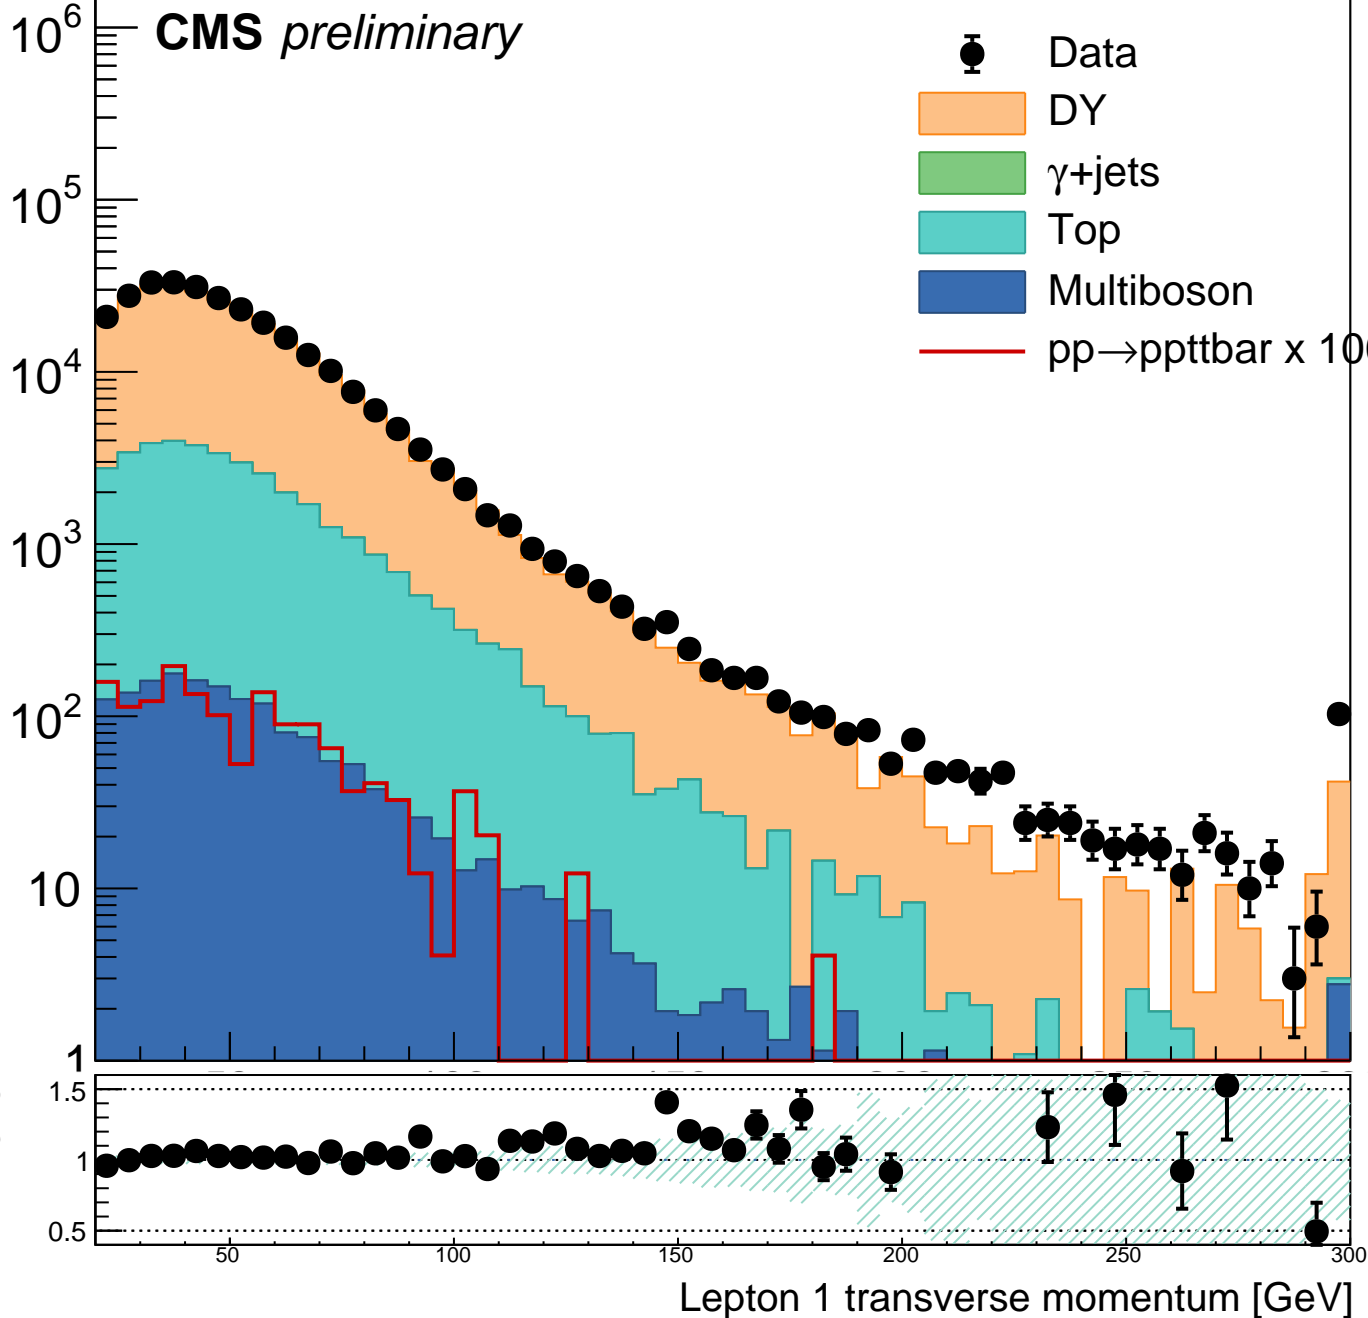 CMS preliminary
Data
DY
γ+jets
Top
Multiboson
pp→ppttbar x 10
10^6
10^5
10^4
10^3
10^2
10
1
1.5
1
0.5
50 100 150 200 250 300
Lepton 1 transverse momentum [GeV]